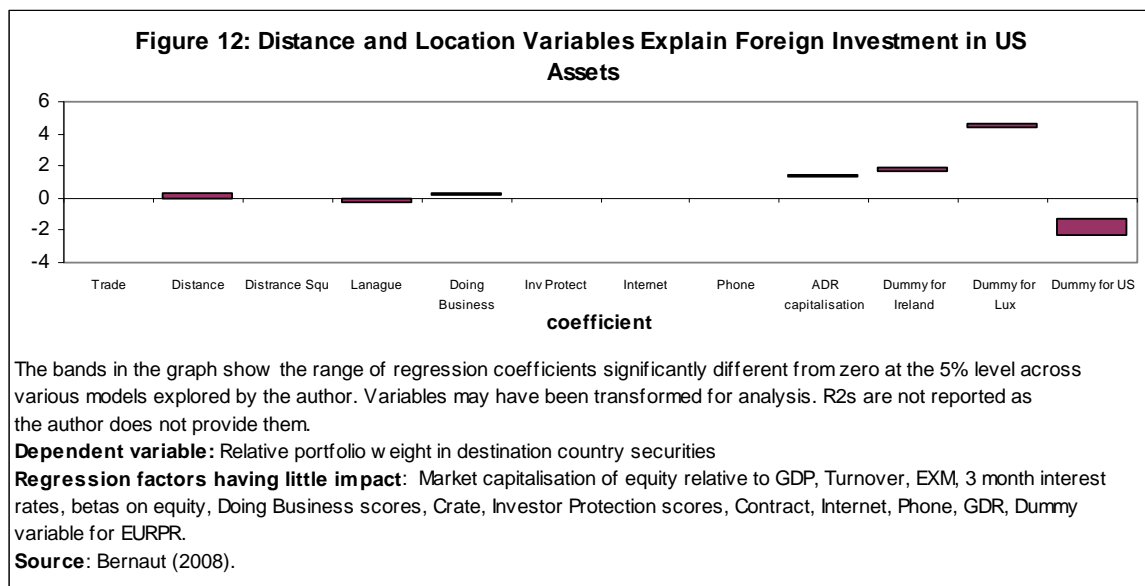 Figure 12: Distance and Location Variables Explain Foreign Investment in US
Assets
6
4
2
0
-2
-4
Trade Distance Distrance Squ Lanague Doing Business Inv Protect Internet Phone ADR capitalisation Dummy for Ireland Dummy for Lux Dummy for US
coefficient
The bands in the graph show the range of regression coefficients significantly different from zero at the 5% level across
various models explored by the author. Variables may have been transformed for analysis. R2s are not reported as
the author does not provide them.
Dependent variable: Relative portfolio weight in destination country securities
Regression factors having little impact: Market capitalisation of equity relative to GDP, Turnover, EXM, 3 month interest
rates, betas on equity, Doing Business scores, Crate, Investor Protection scores, Contract, Internet, Phone, GDR, Dummy
variable for EURPR.
Source: Bernaut (2008).